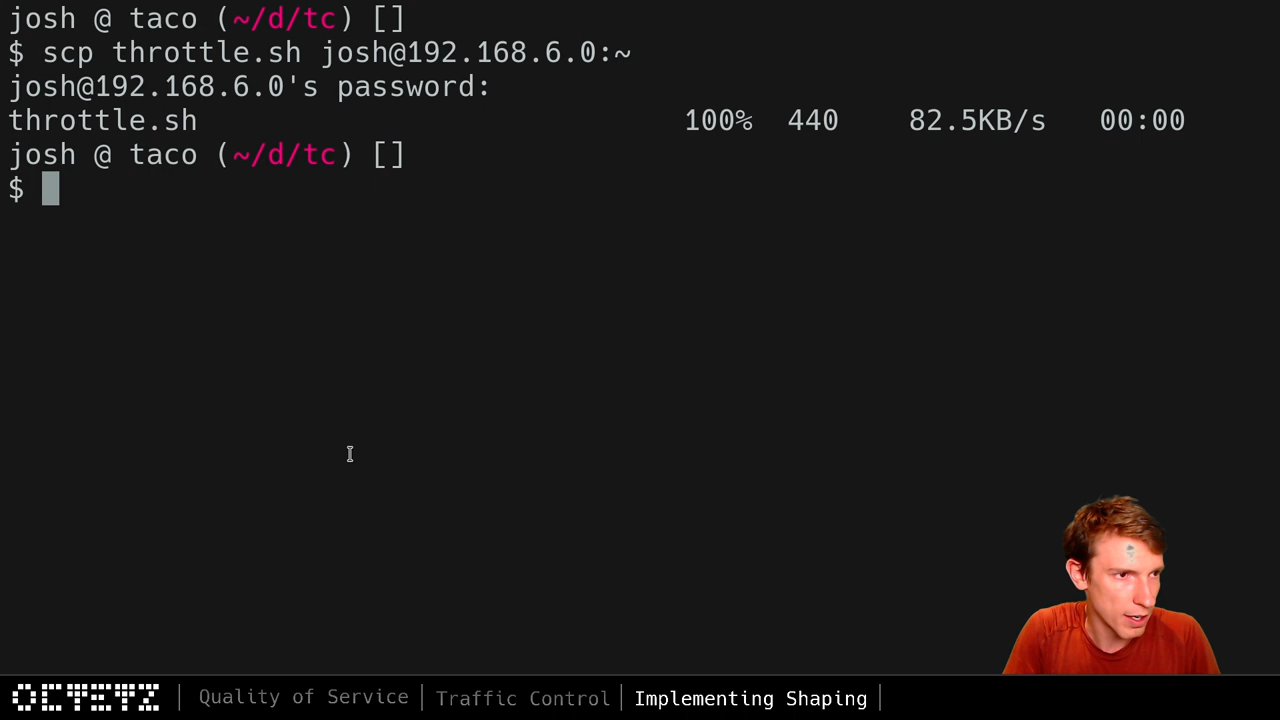 josh @ taco (~/d/tc) []
$ scp throttle.sh josh@192.168.6.0:~
josh@192.168.6.0's password:
throttle.sh 100% 440 82.5KB/s 00:00
josh @ taco (~/d/tc) []
$
OCTETZ | Quality of Service | Traffic Control | Implementing Shaping |